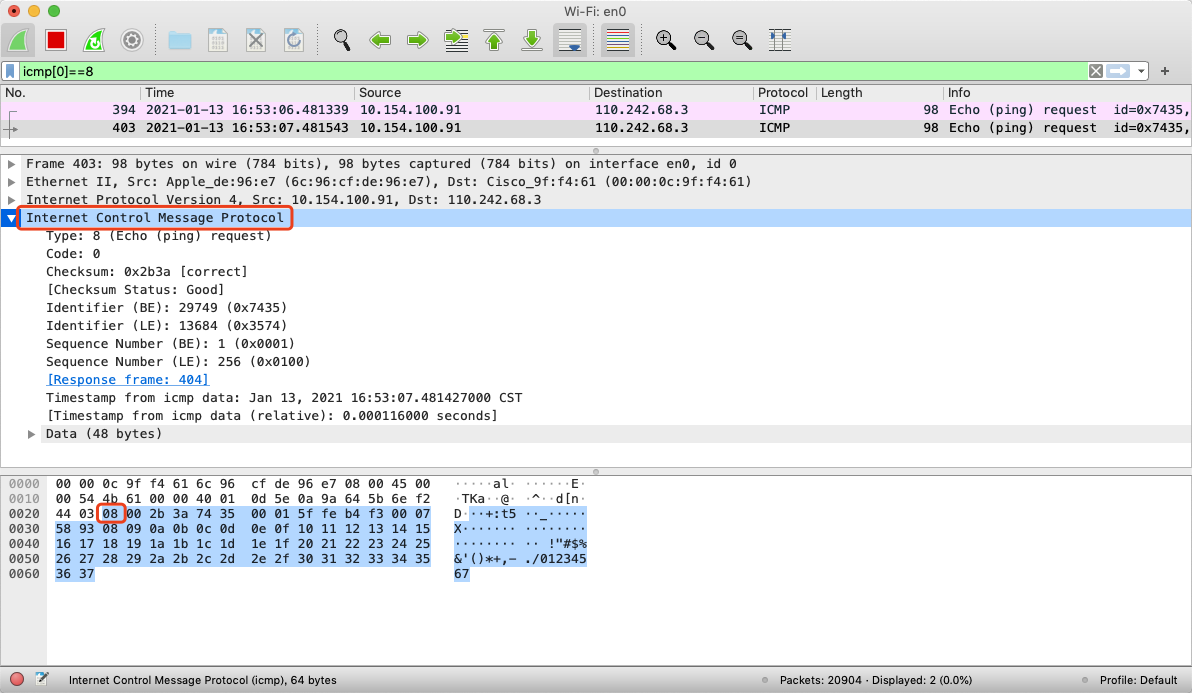 Wi-Fi: en0
icmp[0]==8
No. Time Source Destination Protocol Length Info
394 2021-01-13 16:53:06.481339 10.154.100.91 110.242.68.3 ICMP 98 Echo (ping) request id=0x7435,
403 2021-01-13 16:53:07.481543 10.154.100.91 110.242.68.3 ICMP 98 Echo (ping) request id=0x7435,
Frame 403: 98 bytes on wire (784 bits), 98 bytes captured (784 bits) on interface en0, id 0
Ethernet II, Src: Apple_de:96:e7 (6c:96:cf:de:96:e7), Dst: Cisco_9f:f4:61 (00:00:0c:9f:f4:61)
Internet Protocol Version 4, Src: 10.154.100.91, Dst: 110.242.68.3
Internet Control Message Protocol
Type: 8 (Echo (ping) request)
Code: 0
Checksum: 0x2b3a [correct]
[Checksum Status: Good]
Identifier (BE): 29749 (0x7435)
Identifier (LE): 13684 (0x3574)
Sequence Number (BE): 1 (0x0001)
Sequence Number (LE): 256 (0x0100)
[Response frame: 404]
Timestamp from icmp data: Jan 13, 2021 16:53:07.481427000 CST
[Timestamp from icmp data (relative): 0.000116000 seconds]
Data (48 bytes)
0000 00 00 0c 9f f4 61 6c 96 cf de 96 e7 08 00 45 00 ·····al· ······E·
0010 00 54 4b 61 00 00 40 01 0d 5e 0a 9a 64 5b 6e f2 ·TKa··@· ·^··d[n·
0020 44 03 08 00 2b 3a 74 35 00 01 5f fe b4 f3 00 07 D···+:t5 ··_·····
0030 58 93 08 09 0a 0b 0c 0d 0e 0f 10 11 12 13 14 15 X······· ········
0040 16 17 18 19 1a 1b 1c 1d 1e 1f 20 21 22 23 24 25 ········ ·· !"#$%
0050 26 27 28 29 2a 2b 2c 2d 2e 2f 30 31 32 33 34 35 &'()*+,- ./012345
0060 36 37 67
Internet Control Message Protocol (icmp), 64 bytes Packets: 20904 · Displayed: 2 (0.0%) Profile: Default